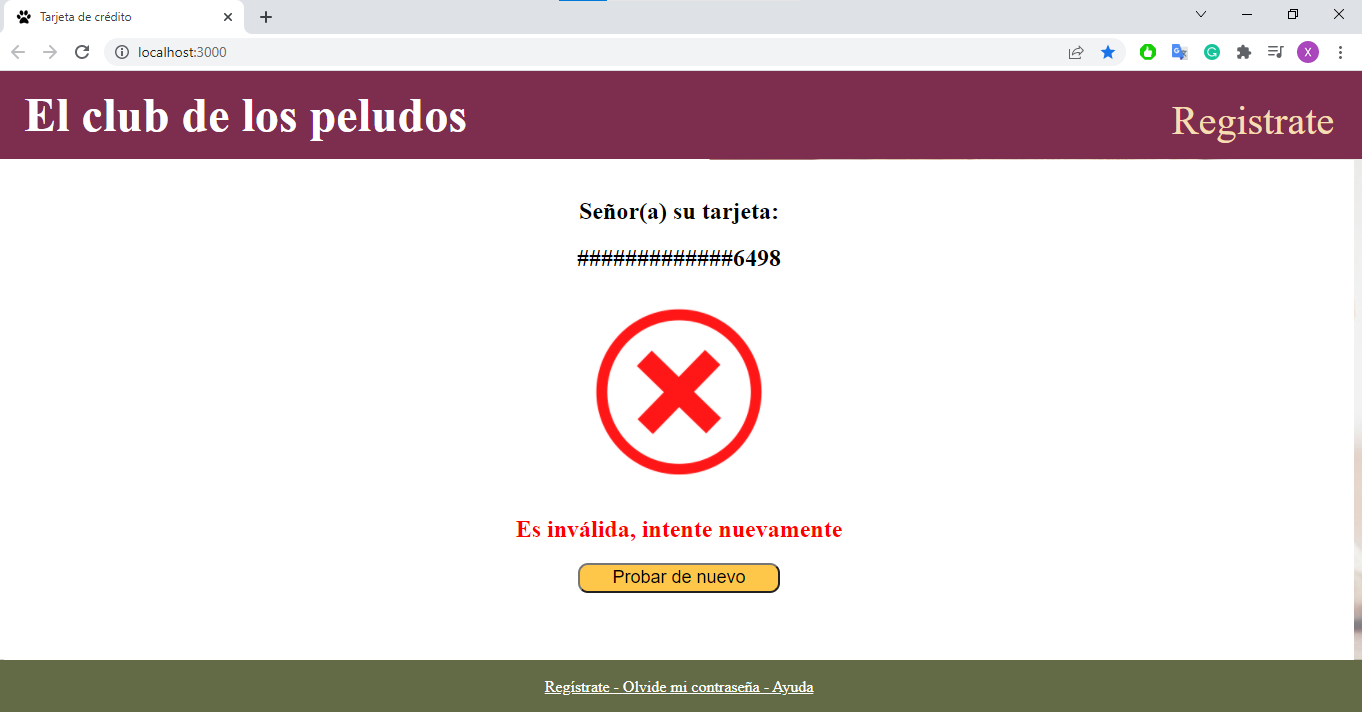 Tarjeta de crédito
localhost:3000
X
El club de los peludos
Registrate
Señor(a) su tarjeta:
#############6498
Es inválida, intente nuevamente
Probar de nuevo
Regístrate - Olvide mi contraseña - Ayuda